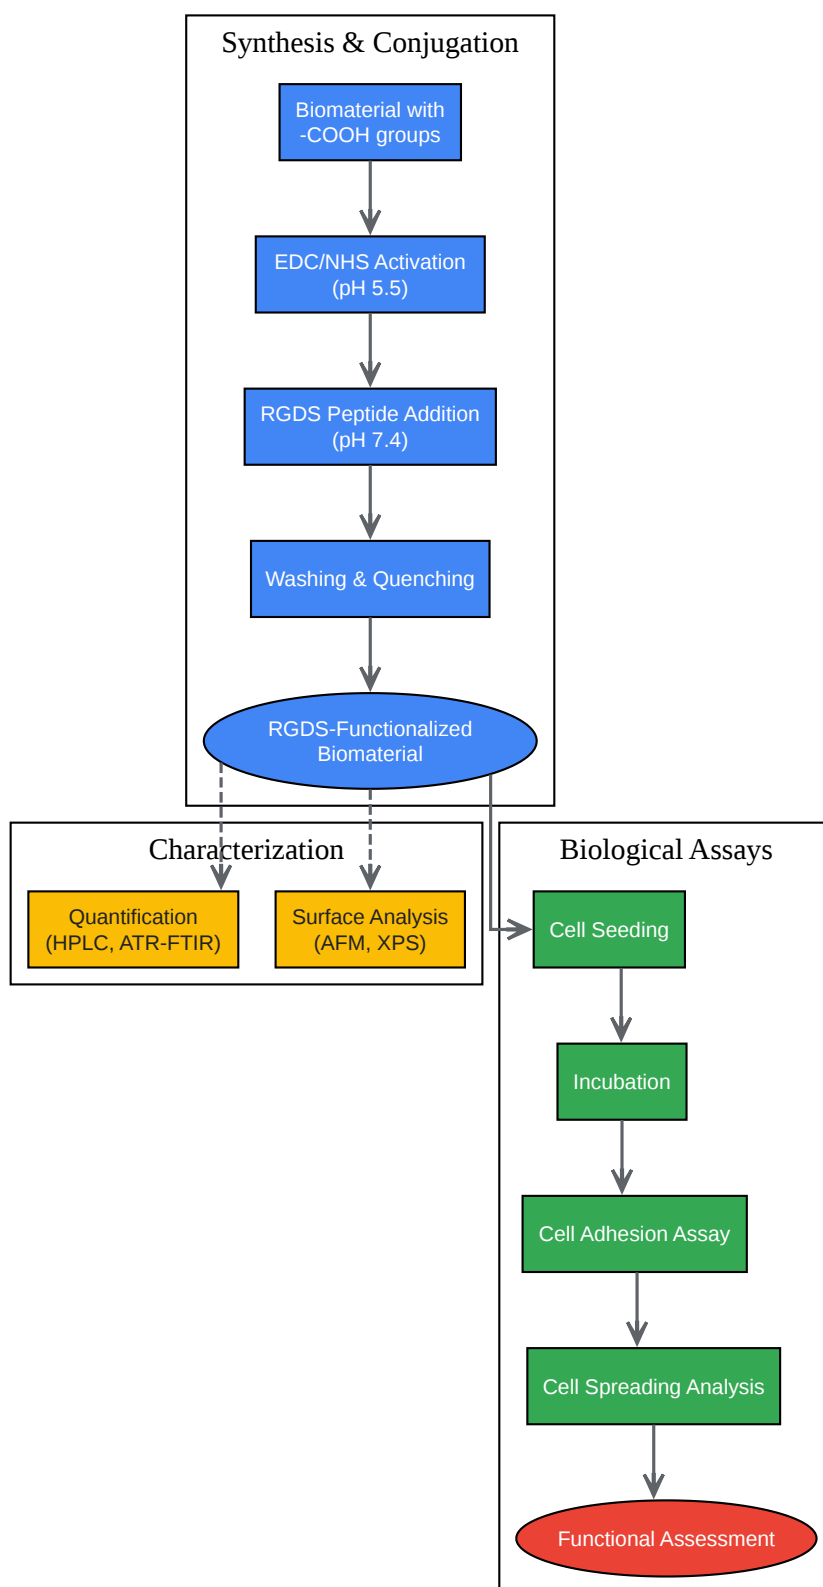 Synthesis & Conjugation
Biomaterial with
-COOH groups
EDC/NHS Activation
(pH 5.5)
RGDS Peptide Addition
(pH 7.4)
Washing & Quenching
RGDS-Functionalized
Biomaterial
Characterization
Quantification
(HPLC, ATR-FTIR)
Surface Analysis
(AFM, XPS)
Biological Assays
Cell Seeding
Incubation
Cell Adhesion Assay
Cell Spreading Analysis
Functional Assessment